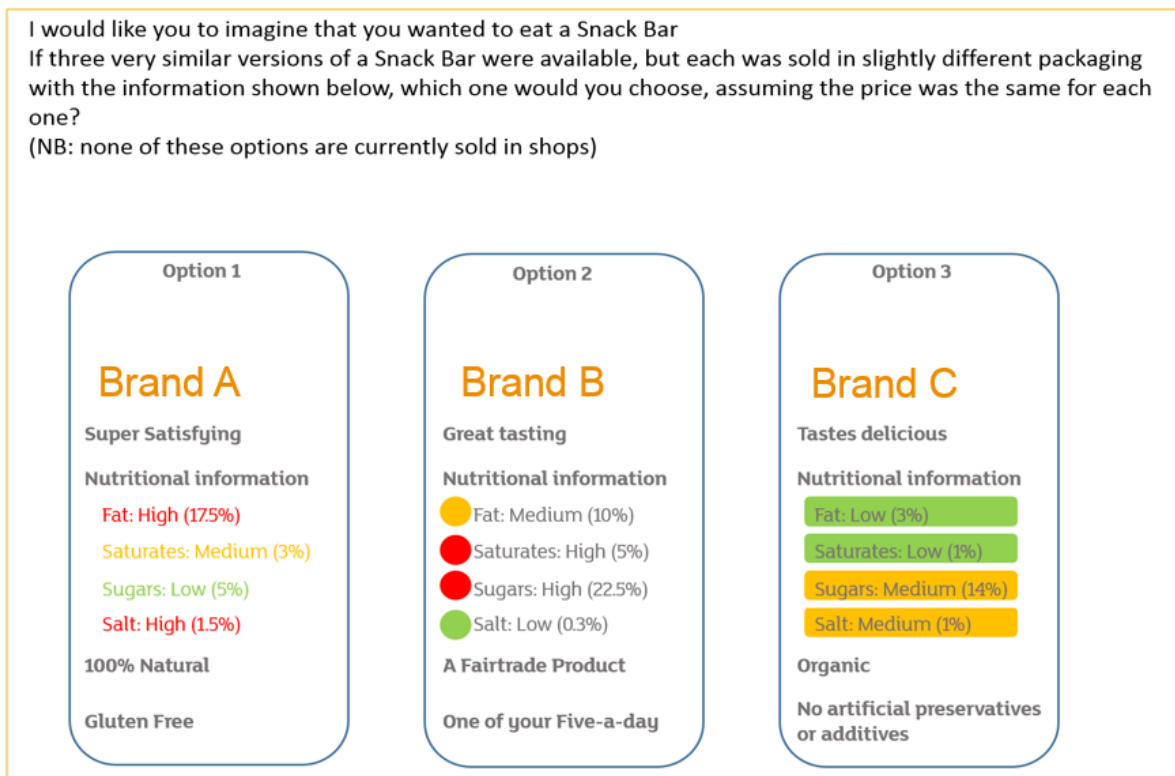 I would like you to imagine that you wanted to eat a Snack Bar
If three very similar versions of a Snack Bar were available, but each was sold in slightly different packaging
with the information shown below, which one would you choose, assuming the price was the same for each
one?
(NB: none of these options are currently sold in shops)
Option 1
Brand A
Super Satisfying
Nutritional information
Fat: High (17.5%)
Saturates: Medium (3%)
Sugars: Low (5%)
Salt: High (1.5%)
100% Natural
Gluten Free
Option 2
Brand B
Great tasting
Nutritional information
Fat: Medium (10%)
Saturates: High (5%)
Sugars: High (22.5%)
Salt: Low (0.3%)
A Fairtrade Product
One of your Five-a-day
Option 3
Brand C
Tastes delicious
Nutritional information
Fat: Low (3%)
Saturates: Low (1%)
Sugars: Medium (14%)
Salt: Medium (1%)
Organic
No artificial preservatives
or additives